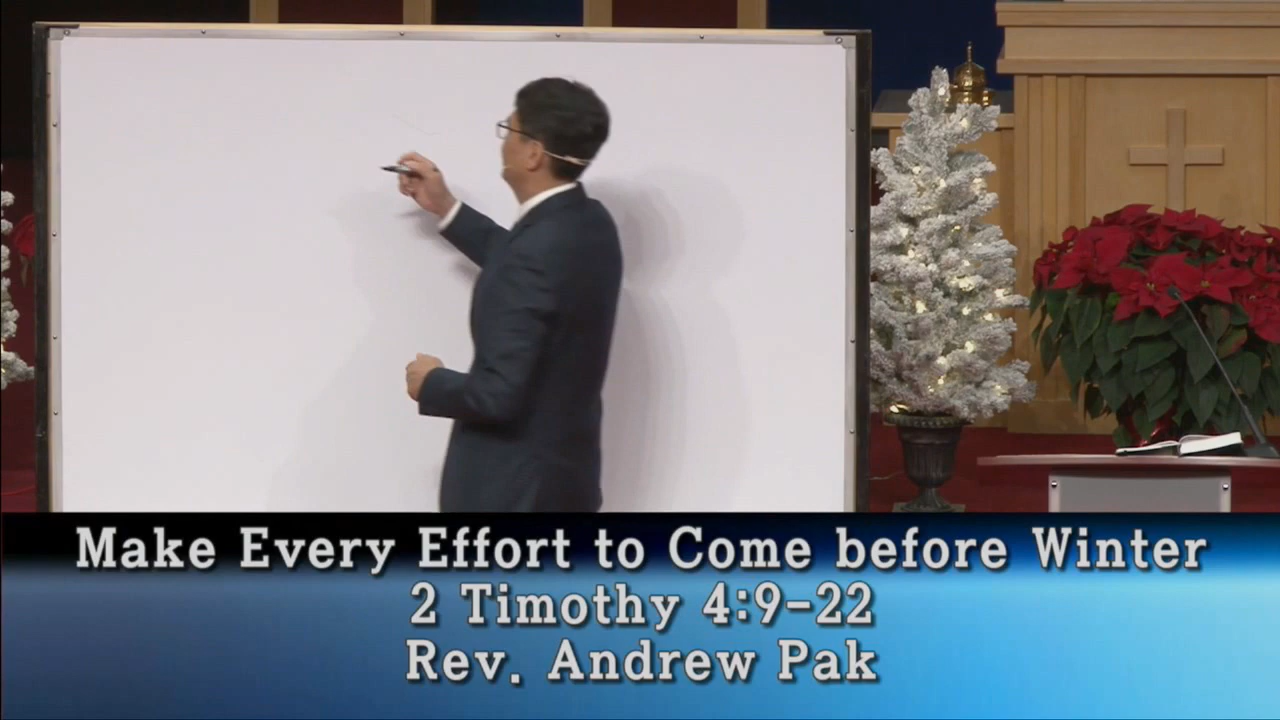 Make Every Effort to Come before Winter
2 Timothy 4:9-22
Rev. Andrew Pak